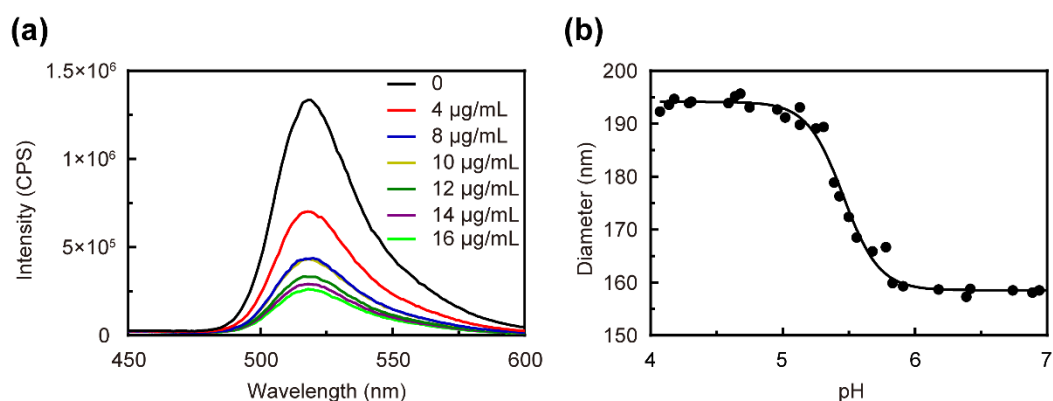 (a)
Intensity (CPS)
1.5×10⁶
1×10⁶
5×10⁵
0
450
500
550
600
Wavelength (nm)
0
4 µg/mL
8 µg/mL
10 µg/mL
12 µg/mL
14 µg/mL
16 µg/mL
(b)
Diameter (nm)
200
190
180
170
160
150
4
5
6
7
pH